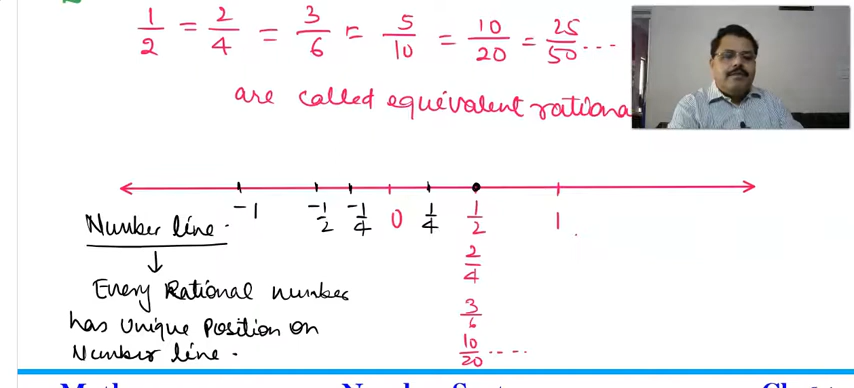 1/2 = 2/4 = 3/6 = 5/10 = 10/20 = 25/50 ...
are called equivalent
-1 -1/2 -1/4 0 1/4 1/2 1
2/4
3/6
10/20 ....
Number line.
↓
Every Rational number
has unique position on
Number line.